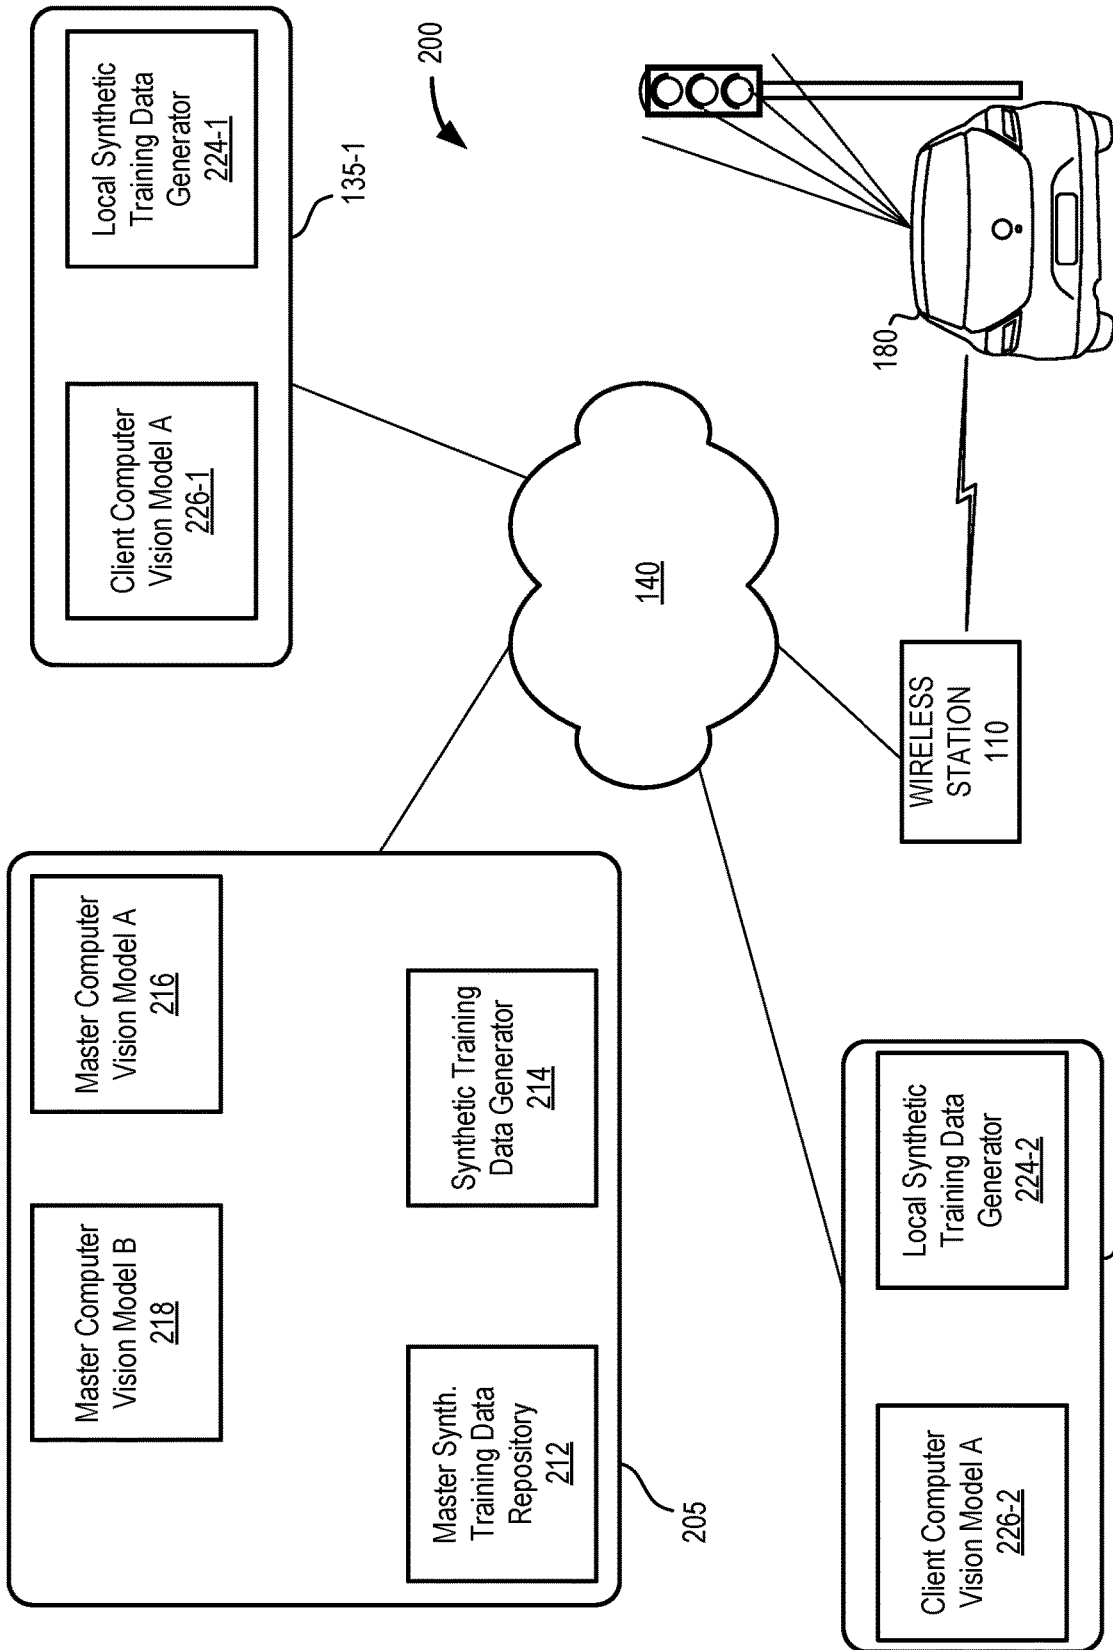 Master Computer
Vision Model B
218
Master Computer
Vision Model A
216
Master Synth.
Training Data
Repository
212
Synthetic Training
Data Generator
214
205
Client Computer
Vision Model A
226-1
Local Synthetic
Training Data
Generator
224-1
135-1
200
140
Client Computer
Vision Model A
226-2
Local Synthetic
Training Data
Generator
224-2
WIRELESS
STATION
110
180